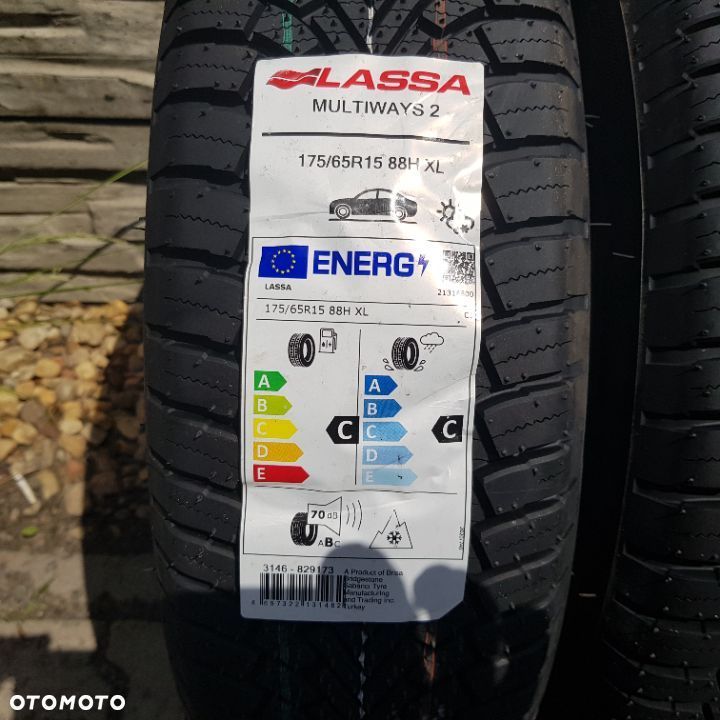 LASSA
MULTIWAYS 2
175/65R15 88H XL
ENERG
LASSA
175/65R15 88H XL
A
B
C
D
E
C
A
B
C
D
E
C
70 dB
ABC
3146 - 829173
A Product of Brisa
Bridgestone
Sabancı Tyre
Manufacturing
and Trading Inc.
Turkey
OTOMOTO